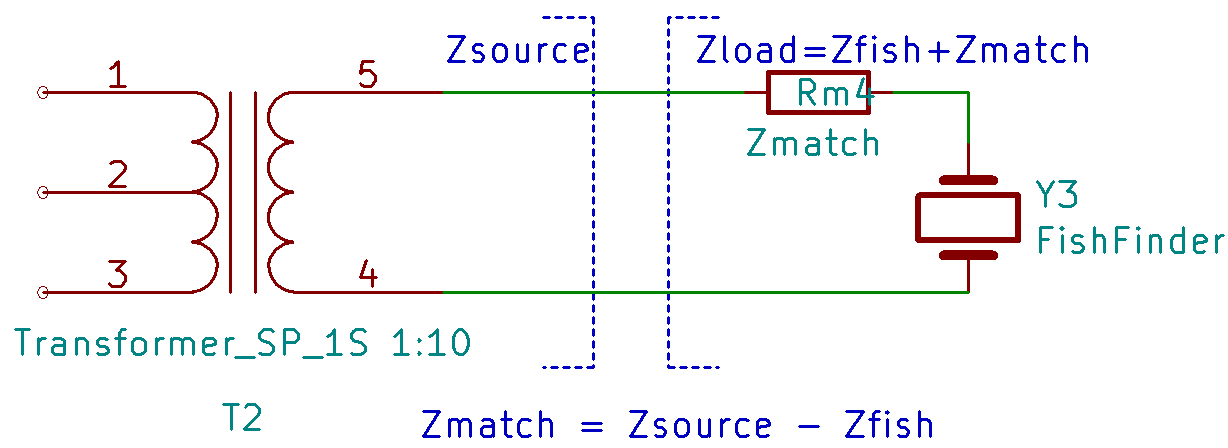 Zsource
Zload=Zfish+Zmatch
1
5
Rm4
Zmatch
2
Y3
FishFinder
3
4
Transformer_SP_1S 1:10
T2
Zmatch = Zsource - Zfish